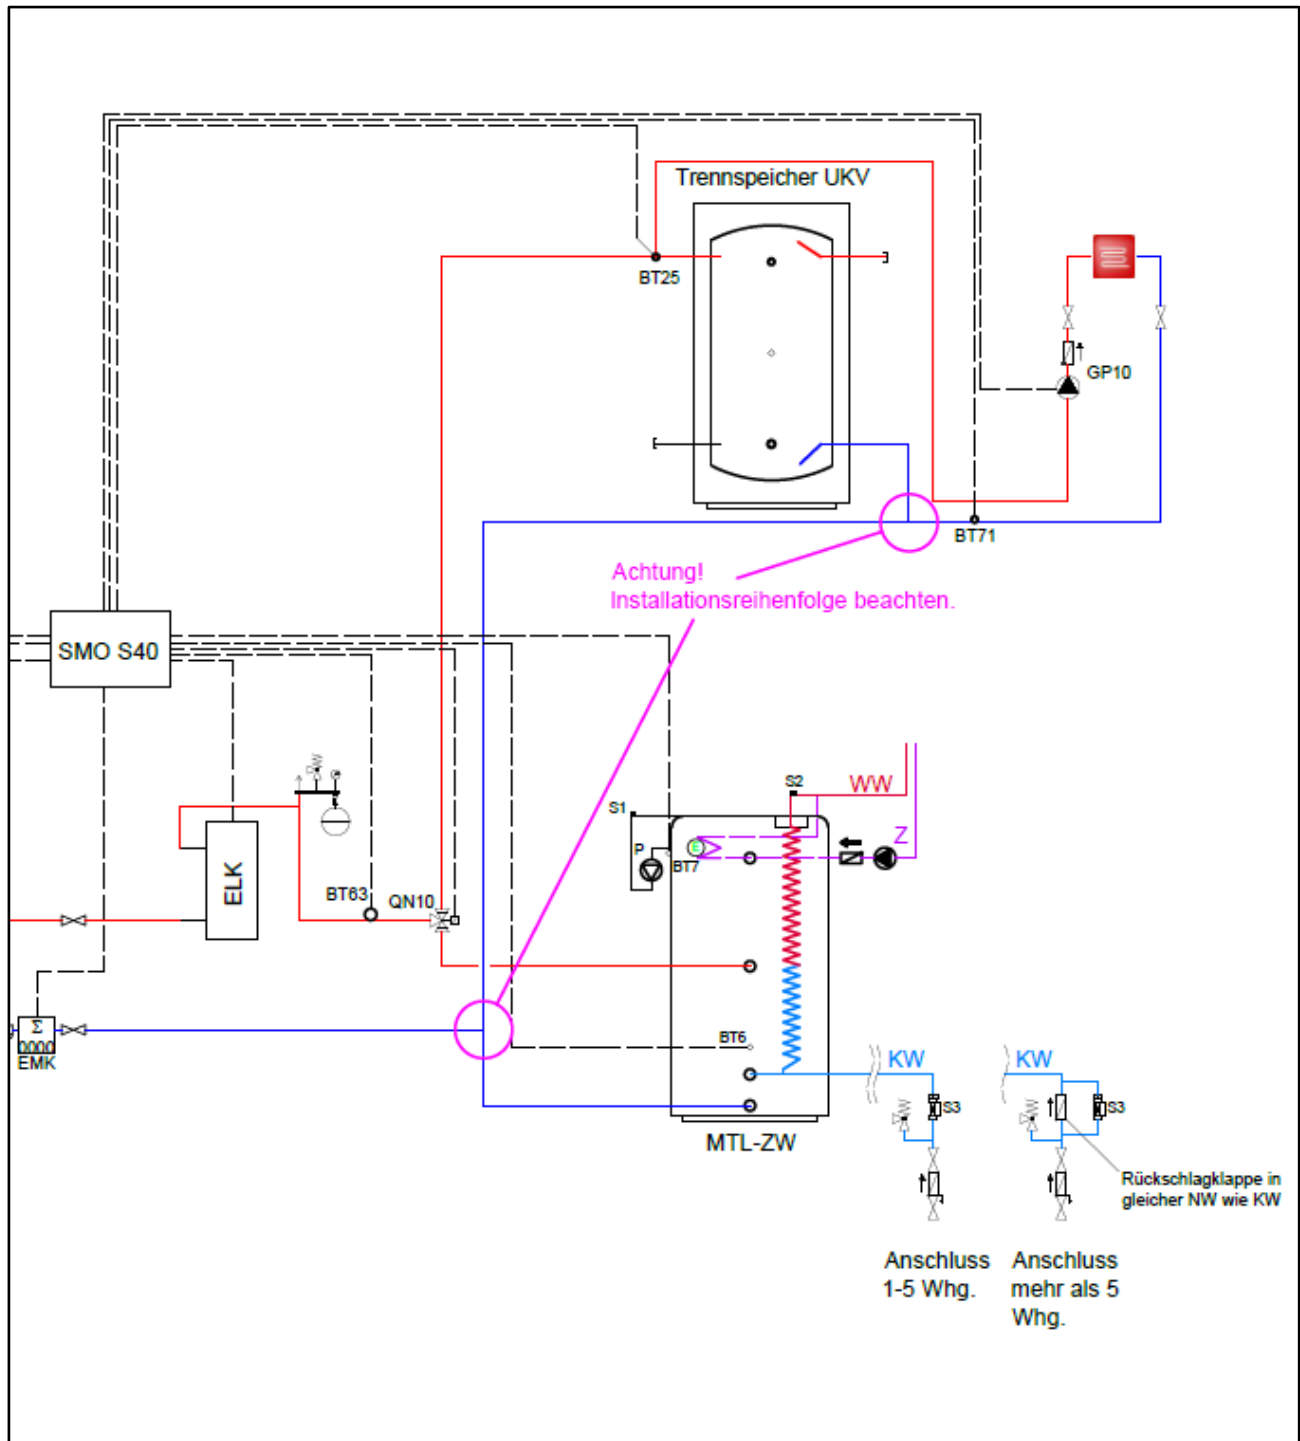 Trennspeicher UKV
BT25
GP10
BT71
Achtung!
Installationsreihenfolge beachten.
SMO S40
S2
WW
S1
P
E
BT7
Z
ELK
BT63
QN10
Σ
0000
EMK
BT6
KW
KW
S3
S3
MTL-ZW
Rückschlagklappe in
gleicher NW wie KW
Anschluss
1-5 Whg.
Anschluss
mehr als 5
Whg.